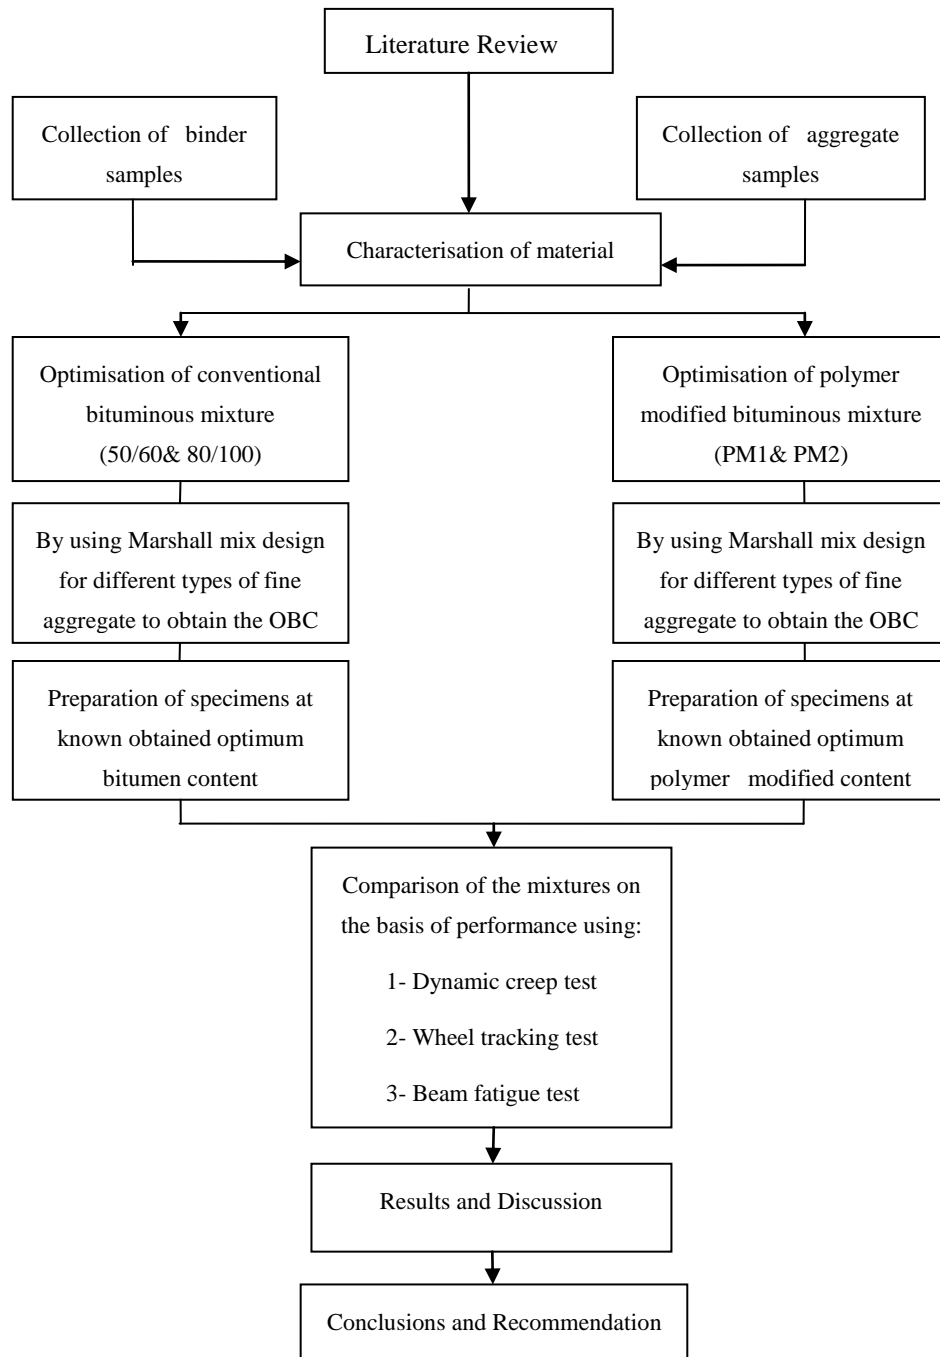 Literature Review
Collection of binder
samples
Collection of aggregate
samples
Characterisation of material
Optimisation of conventional
bituminous mixture
(50/60& 80/100)
Optimisation of polymer
modified bituminous mixture
(PM1& PM2)
By using Marshall mix design
for different types of fine
aggregate to obtain the OBC
By using Marshall mix design
for different types of fine
aggregate to obtain the OBC
Preparation of specimens at
known obtained optimum
bitumen content
Preparation of specimens at
known obtained optimum
polymer modified content
Comparison of the mixtures on
the basis of performance using:
1- Dynamic creep test
2- Wheel tracking test
3- Beam fatigue test
Results and Discussion
Conclusions and Recommendation